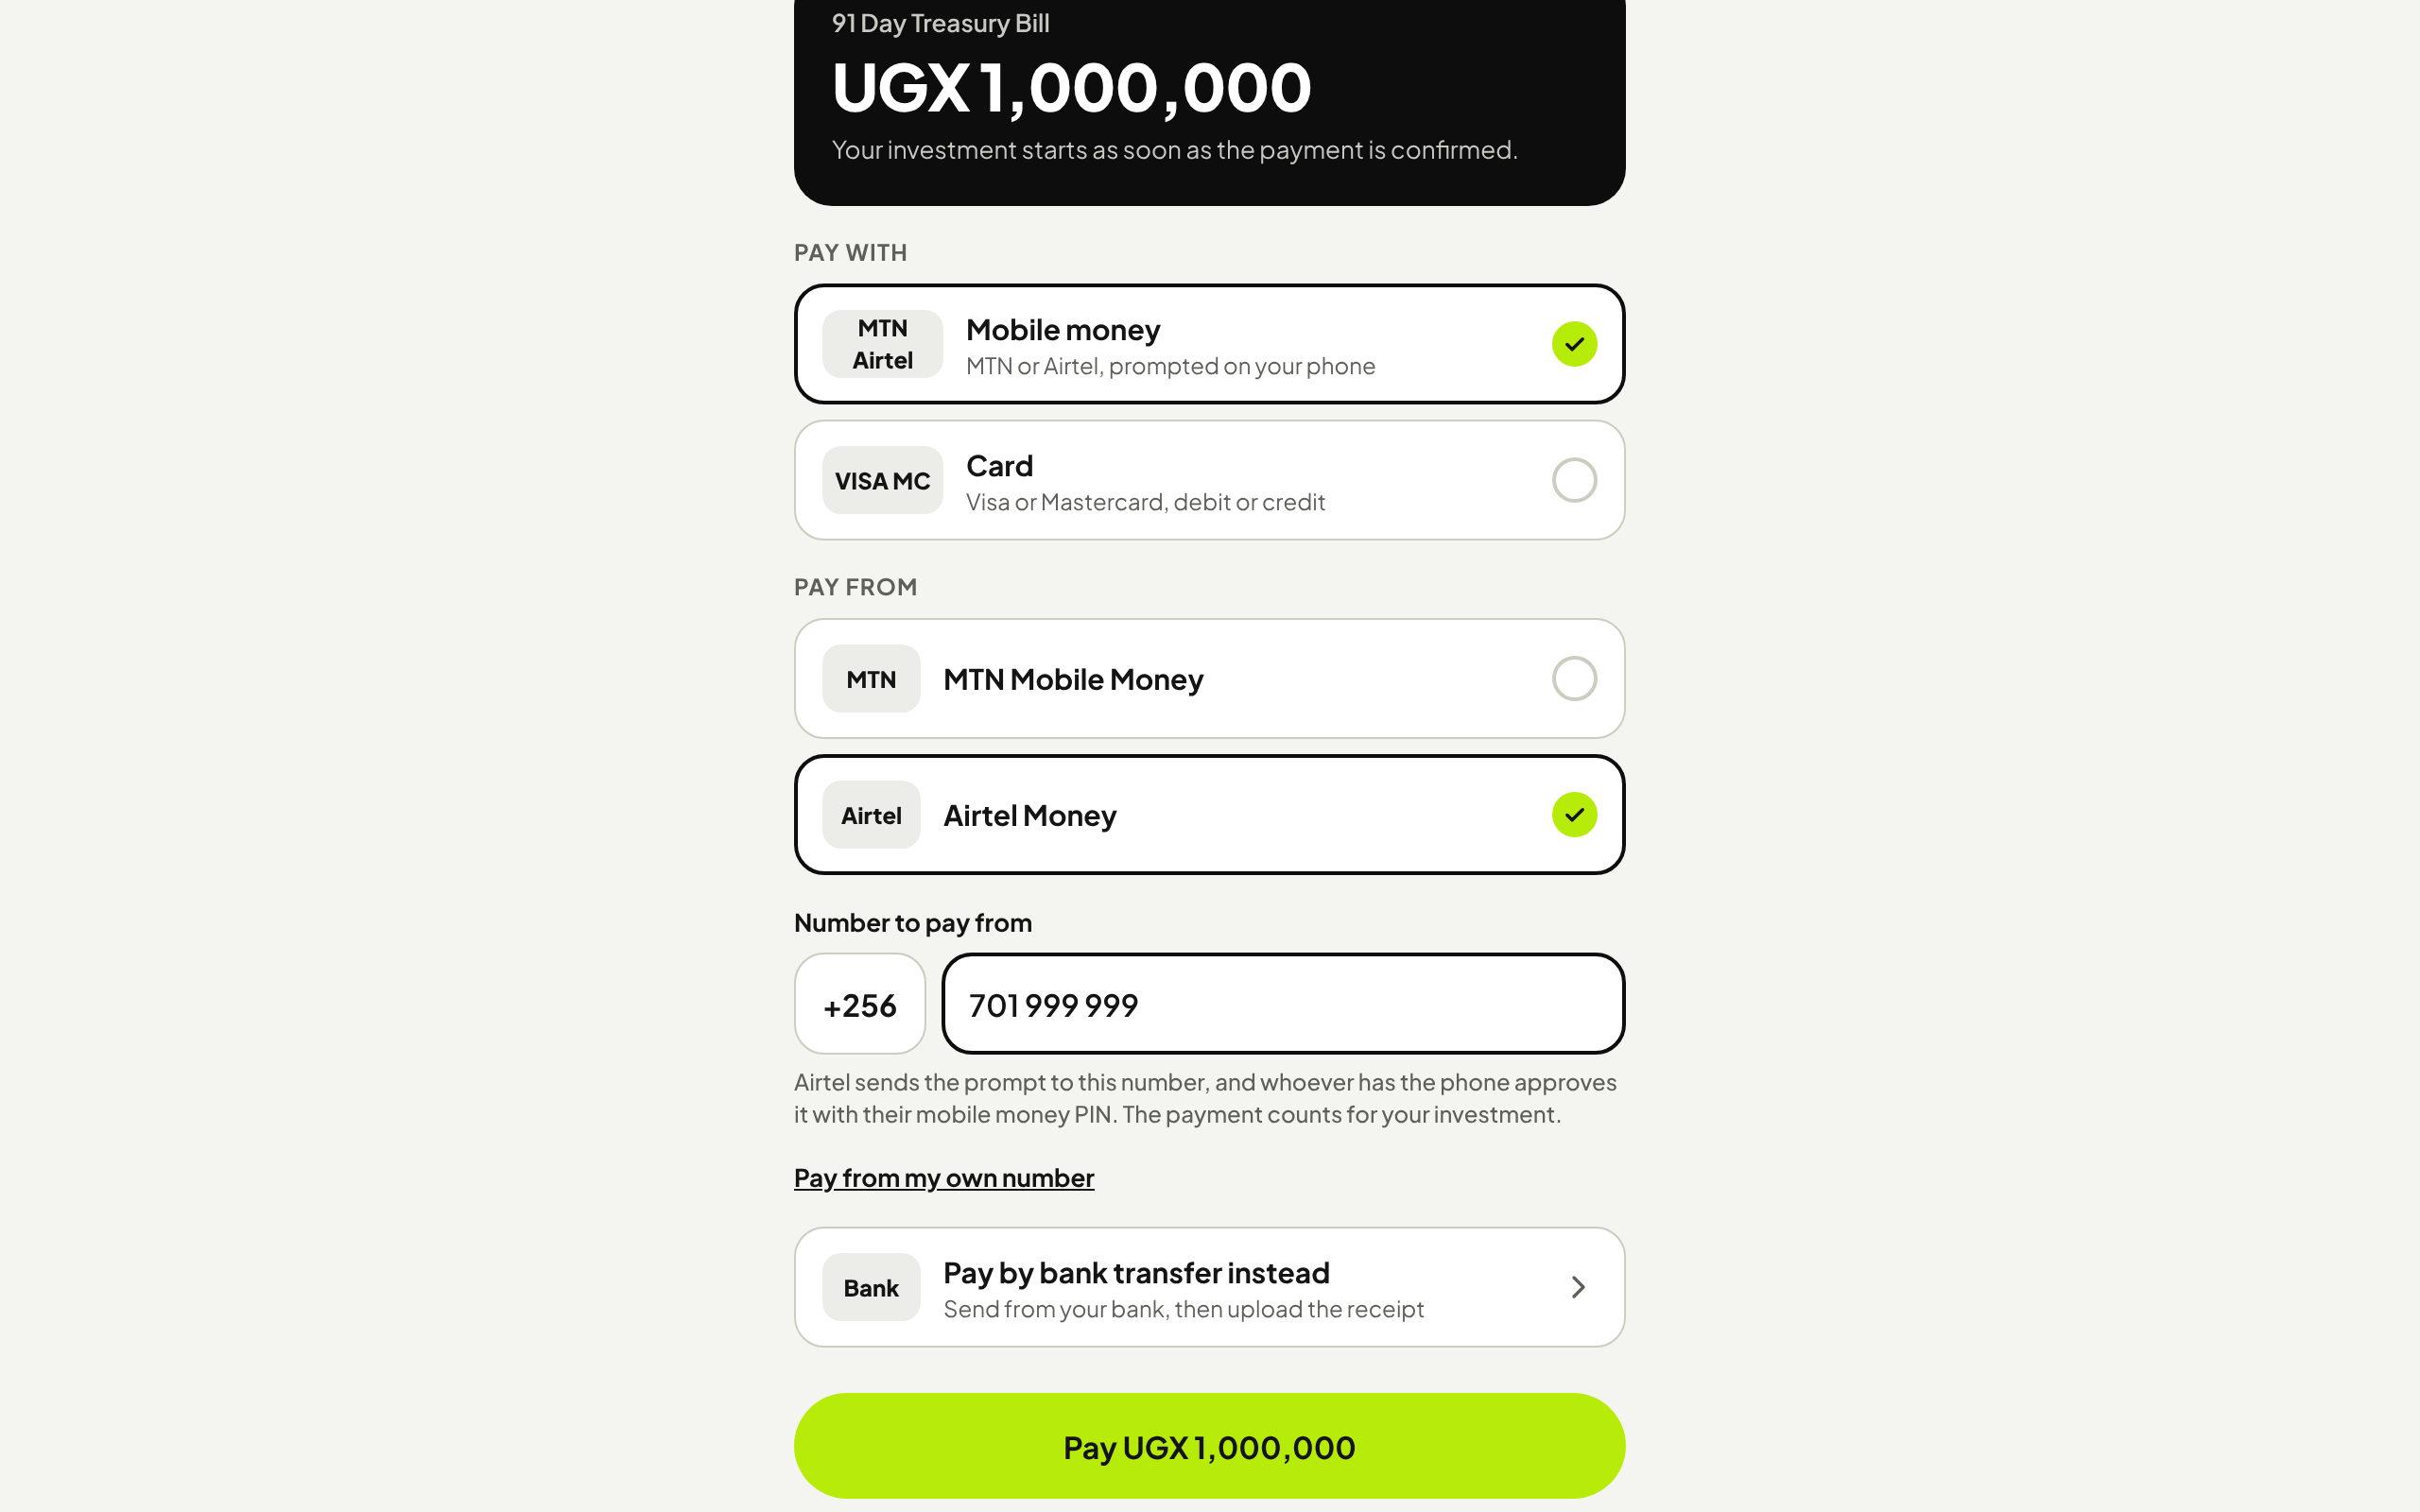 91 Day Treasury Bill
UGX 1,000,000
Your investment starts as soon as the payment is confirmed.
PAY WITH
MTN
Airtel
Mobile money
MTN or Airtel, prompted on your phone
VISA MC
Card
Visa or Mastercard, debit or credit
PAY FROM
MTN
MTN Mobile Money
Airtel
Airtel Money
Number to pay from
+256
701 999 999
Airtel sends the prompt to this number, and whoever has the phone approves
it with their mobile money PIN. The payment counts for your investment.
Pay from my own number
Bank
Pay by bank transfer instead
Send from your bank, then upload the receipt
Pay UGX 1,000,000